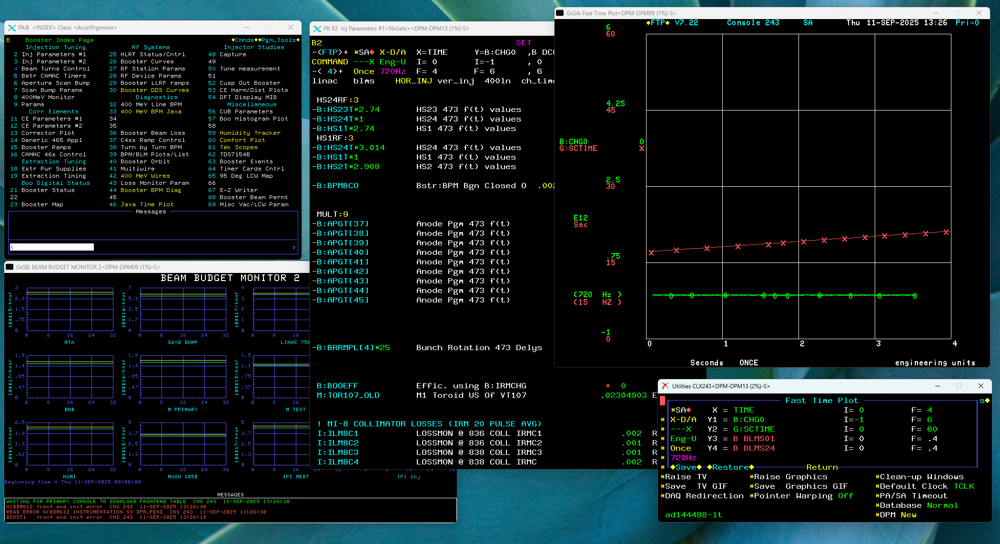 PA:B <INDEX> Class: <AccelPrgmmer>
B Booster Index Page ◆Cmnds◆◆Pgm_Tools◆
Injection Tuning RF Systems Injector Studies
2 Inj Parameters #1 25 HLRF Status/Cntrl 48 Capture
3 Inj Parameters #2 26 Booster Curves 49
4 Beam Turns Control 27 RF Station Params 50 Tune measurement
5 Bstr CAMAC Timers 28 RF Device Params 51
6 Aperture Scan Bump 29 Booster LLRF ramps 52 Cusp Out Booster
7 Scan Bump Params 30 Booster DDS Curves 53 CE Harm/Dist Plots
8 400MeV Monitor Diagnostics 54 DFT Display MI8
9 Params 32 400 MeV Line BPM Miscellaneous
Corr Elements 33 400 MeV BPM Java 56 CUB Parameters
11 CE Parameters #1 34 57 Boo Histogram Plot
12 CE Parameters #2 35 58
13 Corrector Plot 36 Booster Beam Loss 59 Humidity Tracker
14 Generic 465 Appl 37 C4xx Ramp Control 60 Comfort Plot
15 Booster Ramps 38 Turn by Turn BPM 61 Tek Scopes
16 CAMAC 46x Control 39 BPM/BLM Plots/List 62 TDS7154B
Extraction Tuning 40 Booster Orbit 63 Booster Events
18 Extr Pwr Supplies 41 Multiwire 64 Timer Cards Cntrl
19 Extraction Timing 42 400 MeV Wires 65 95 Deg LCW Map
Boo Digital Status 43 Loss Monitor Param 66
21 Booster Status 44 Booster BPM Diag 67 E-Z Writer
22 45 68 Booster Beam Permt
23 Booster Map 46 Java Time Plot 69 Misc Vac/LCW Param
Messages
< >
PB B2 Inj Parameters #1<NoSets><DPM-DPM13 (1%)-S>
B2 SET
-<FTP>+ *SA◆ X-D/A X=TIME Y=B:CHG0 ,B DC
COMMAND ---X Eng-U I= 0 I=-1 , 0
-< 4>+ Once 720Hz F= 4 F= 6 , 6
linac blms HOR_INJ ver_inj 400ln ch_tim
HS24RF:3
-B:HS23T*2.74 HS23 473 f(t) values
-B:HS24T*1 HS24 473 f(t) values
-B:HS1T*2.74 HS1 473 f(t) values
HS1RF:3
-B:HS24T*3.014 HS24 473 f(t) values
-B:HS1T*1 HS1 473 f(t) values
-B:HS2T*2.908 HS2 473 f(t) values
-B:BPMBCO Bstr:BPM Bgn Closed O .002
MULT:9
-B:APGT[37] Anode Pgm 473 f(t)
-B:APGT[38] Anode Pgm 473 f(t)
-B:APGT[39] Anode Pgm 473 f(t)
-B:APGT[40] Anode Pgm 473 f(t)
-B:APGT[41] Anode Pgm 473 f(t)
-B:APGT[42] Anode Pgm 473 f(t)
-B:APGT[43] Anode Pgm 473 f(t)
-B:APGT[44] Anode Pgm 473 f(t)
-B:APGT[45] Anode Pgm 473 f(t)
-B:BRRMPL[4]*25 Bunch Rotation 473 Delys
B:BOOEFF Effic. using B:IRMCHG * 0
M:TOR107_OLD M1 Toroid US Of VT107 .02304903 E
! MI-8 COLLIMATOR LOSSES (IRM 20 PULSE AVG)
I:ILM8C1 LOSSMON @ 836 COLL IRMC1 .002 R
I:ILM8C2 LOSSMON @ 836 COLL IRMC2 .001 R
I:ILM8C3 LOSSMON @ 838 COLL IRMC3 .001 R
I:ILM8C4 LOSSMON @ 838 COLL IRMC .002 R
GxSA: Fast Time Plot<DPM-DPM09 (1%)-S>
◆FTP◆ V7.22 Console 243 SA Thu 11-SEP-2025 13:26 Pri=0
6
60
4.25
45
B:CHG0 O
G:SCTIME X
2.5
30
E12
Sec
.75
15
(720 Hz )
(15 HZ )
-1
0
0 1 2 3 4
Seconds ONCE engineering units
GxSB: BEAM BUDGET MONITOR 2<DPM-DPM09 (1%)-S>
BEAM BUDGET MONITOR 2
10**15/hour 3 2.3 1.5 .75 0
0 8 16 24 32
MTA
10**14/hour 7 5.3 3.5 1.7 0
0 8 16 24 32
SWYD DUMP
10**17/hour 4 3 2 1 0
0 8 16
LINAC 750
10**17/hour 1.9 1.4 .95 .47 0
0 8 16 24 32
BNB
10**14/hour 1.9 1.4 .95 .47 0
0 8 16 24 32
M PRIMARY
10**13/hour 1.5 1.1 .75 .37 0
0 8 16
M TEST
10**17/hour 2.5 1.9 1.3 .62 0
0 8 16 24 32
NUMI
10**13/hour 5 3.7 2.5 1.3 0
0 8 16 24 32
MUON 105B
10**17/hour 5 3.7 2.5 1.3 0
0 8 16 24 32 0 8 16 24 32
IPI MEBT IPI Inj
Beginning time = Thu 11-SEP-2025 08:00:00
MESSAGES
WAITING FOR PRIMARY CONSOLE TO DOWNLOAD FRONTEND TABLE CNS 243 11-SEP-2025 13:26:30
N:BBM612 front end init error CNS 243 11-SEP-2025 13:26:30
READ ERROR N:BBM612 INSTRUMENTATION SU DPM_PEND CNS 243 11-SEP-2025 13:26:30
BOOST1 front end init error CNS 243 11-SEP-2025 13:26:19
Utilities CLX243<DPM-DPM13 (2%)-S>
Fast Time Plot s◆
*SA◆ X = TIME I= 0 F= 4
* X-D/A Y1 = B:CHG0 I=-1 F= 6
* ---X Y2 = G:SCTIME I= 0 F= 60
* Eng-U Y3 = B BLMS01 I= 0 F= .4
* Once Y4 = B BLMS24 I= 0 F= .4
* 720Hz
* ◆Save◆ ◆Restore◆ Return
*Raise TV *Raise Graphics *Clean-up Windows
*Save TV GIF *Save Graphics GIF *Default Clock TCLK
*DAQ Redirection *Pointer Warping Off *PA/SA Timeout
*Database Normal
ad144488-lt *DPM New